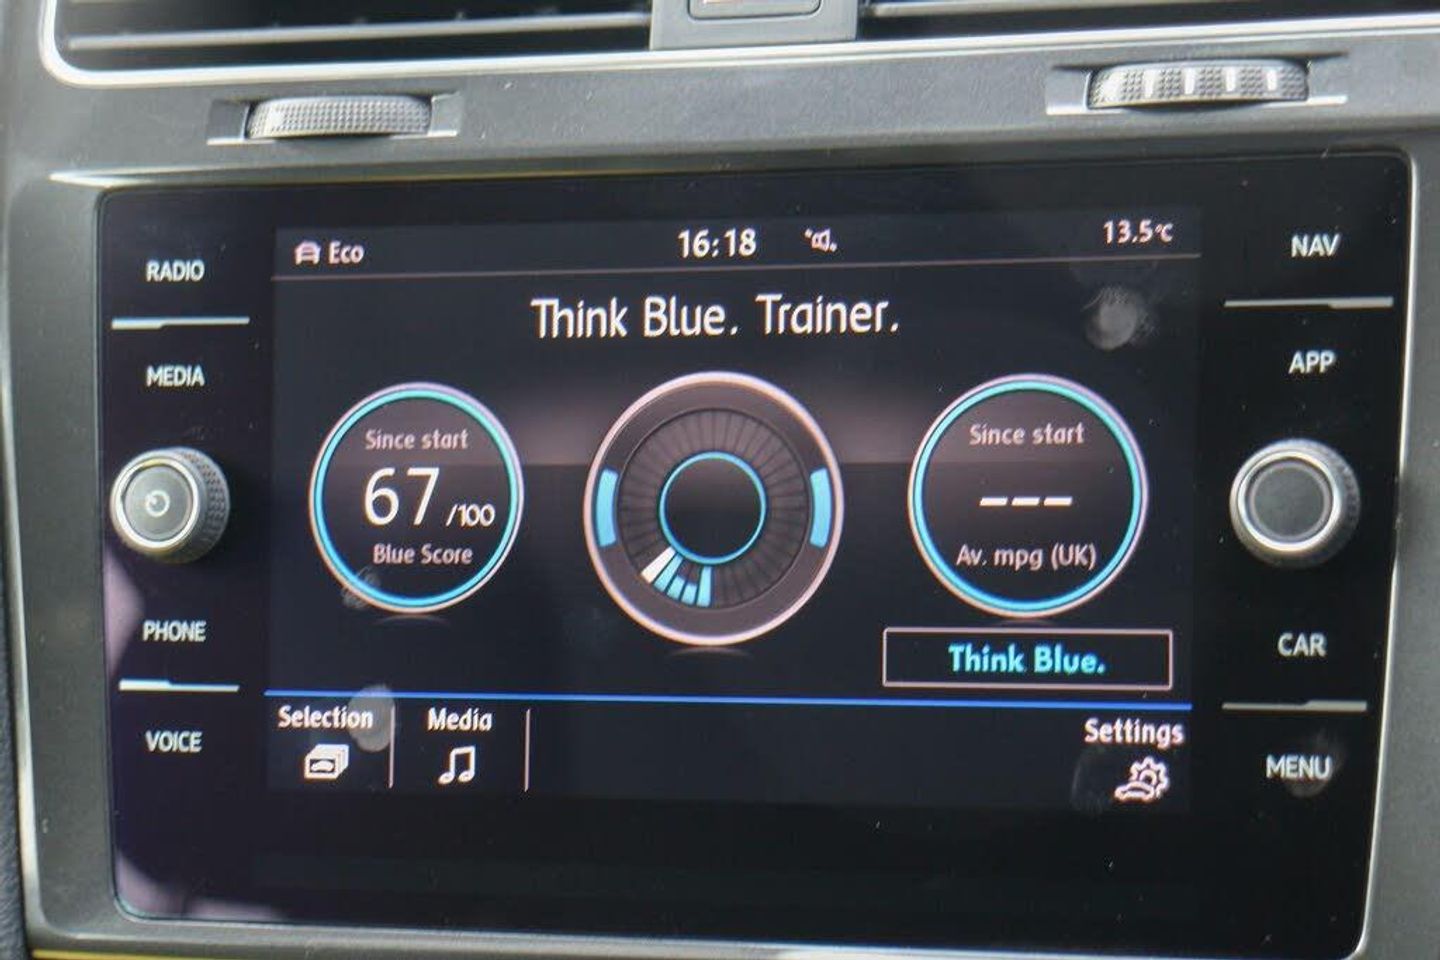 Eco
16:18
13.5°C
Think Blue. Trainer.
Since start
67 /100
Blue Score
Since start
---
Av. mpg (UK)
Think Blue.
Selection
Media
Settings
RADIO
MEDIA
PHONE
VOICE
NAV
APP
CAR
MENU